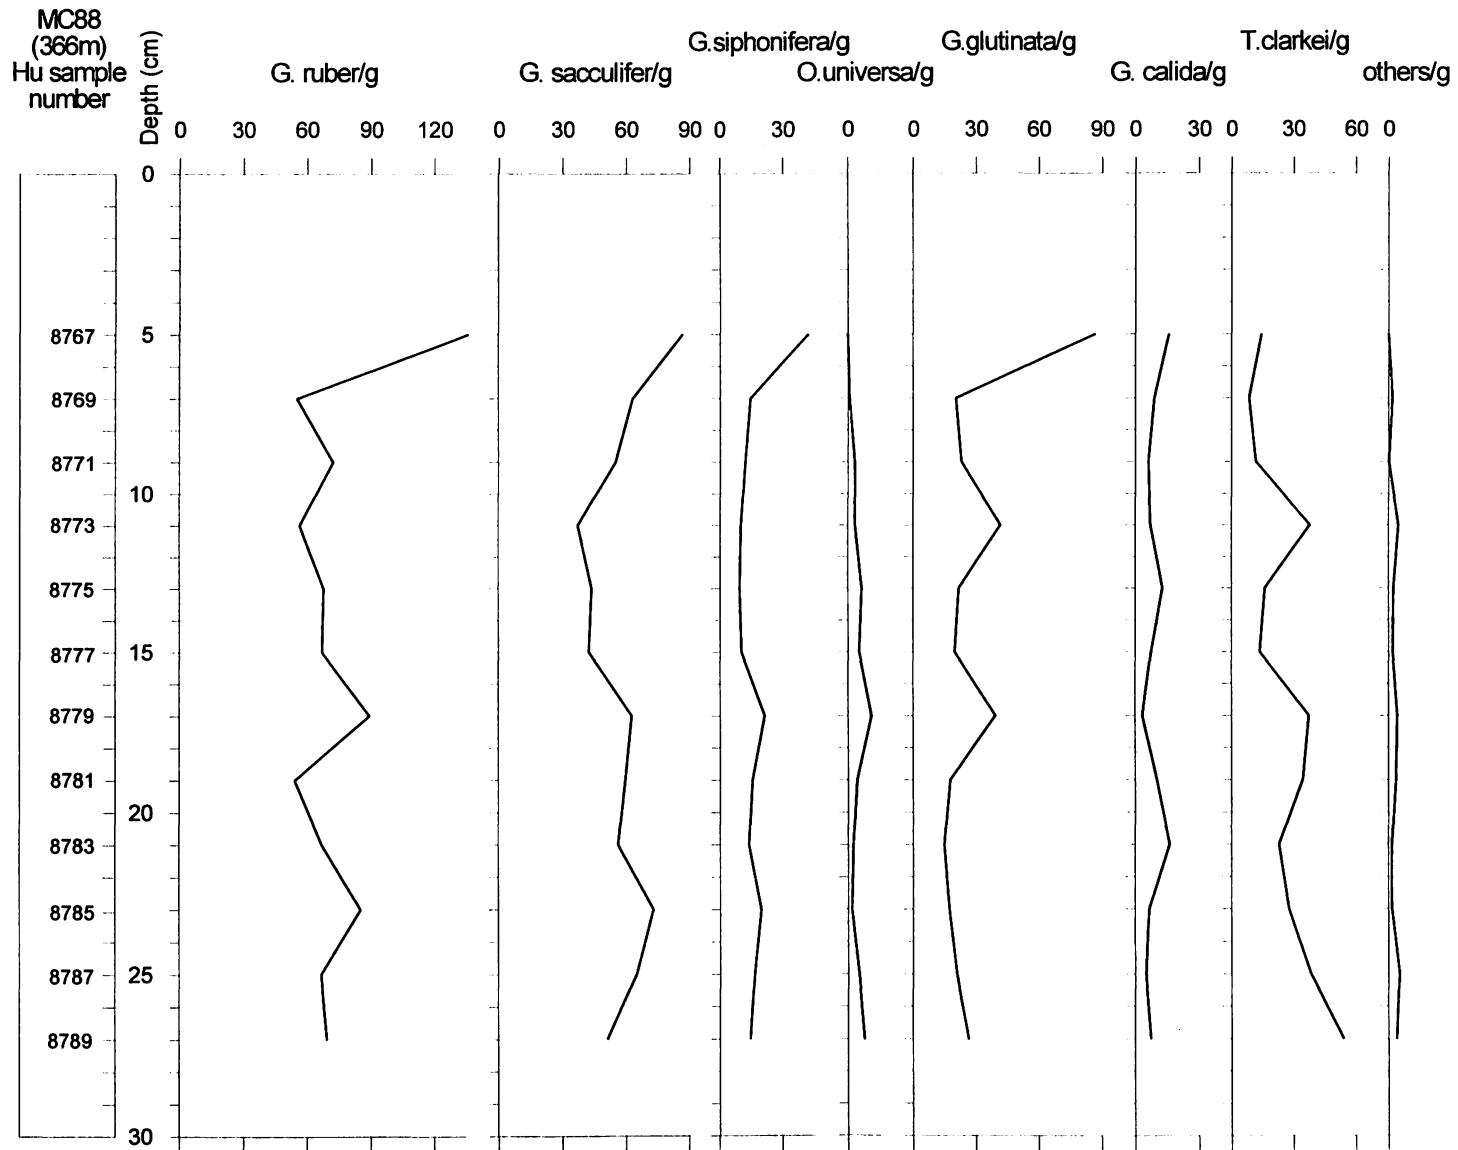 MC88
(366m)
Hu sample
number
Depth (cm)
G. ruber/g
G. sacculifer/g
G.siphonifera/g
O.universa/g
G.glutinata/g
G. calida/g
T.clarkei/g
others/g
0 30 60 90 120 0 30 60 90 0 30 0 0 30 60 90 0 30 0 30 60 0
0
8767 5
8769
8771
10
8773
8775
8777 15
8779
8781
20
8783
8785
8787 25
8789
30